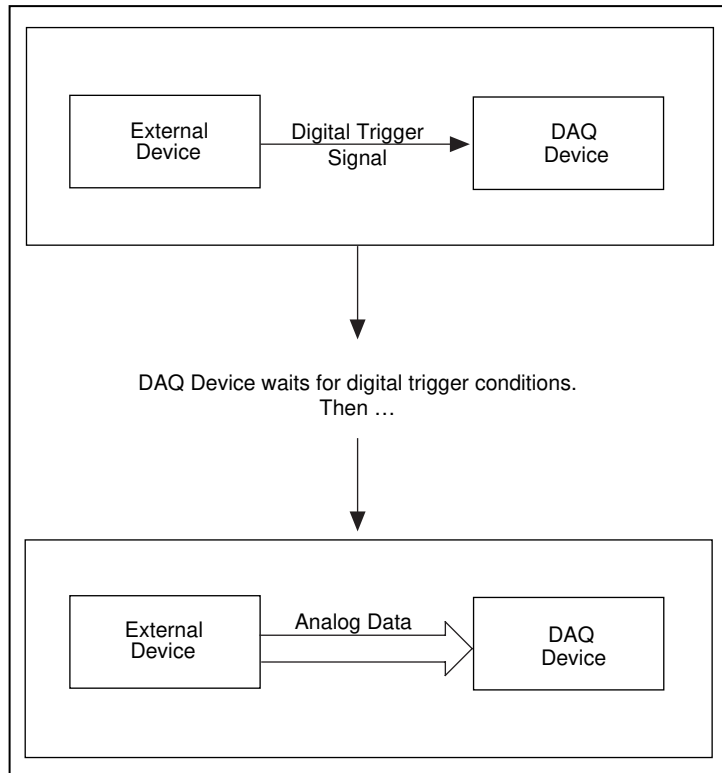 External
Device
Digital Trigger
Signal
DAQ
Device
DAQ Device waits for digital trigger conditions.
Then …
External
Device
Analog Data
DAQ
Device